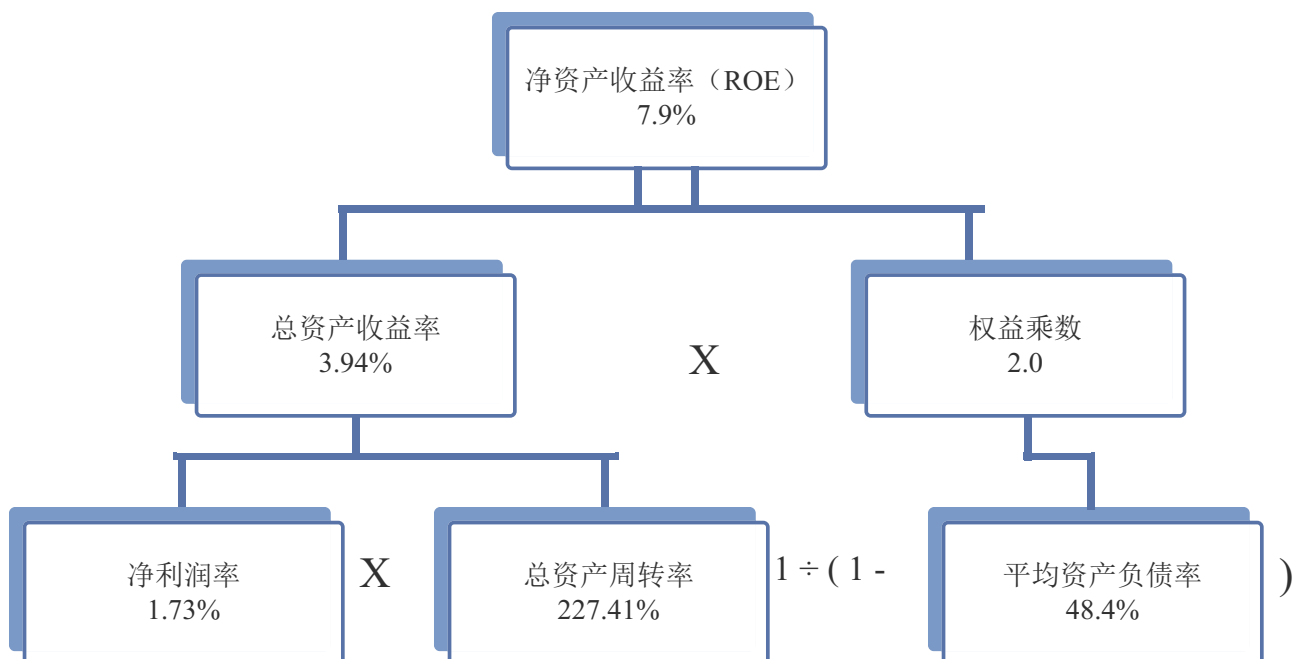 净资产收益率（ROE）
7.9%
总资产收益率
3.94%
X
权益乘数
2.0
净利润率
1.73%
X
总资产周转率
227.41%
1 ÷ ( 1 -
平均资产负债率
48.4%
)